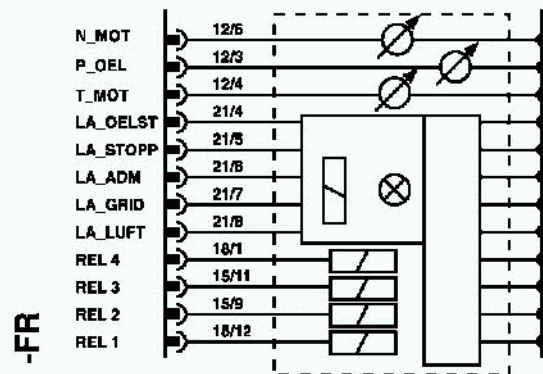 N_MOT 12/6
P_OEL 12/3
T_MOT 12/4
LA_OELST 21/4
LA_STOPP 21/5
LA_ADM 21/6
LA_GRID 21/7
LA_LUFT 21/8
REL 4 18/1
REL 3 15/11
REL 2 15/9
REL 1 18/12
-FR